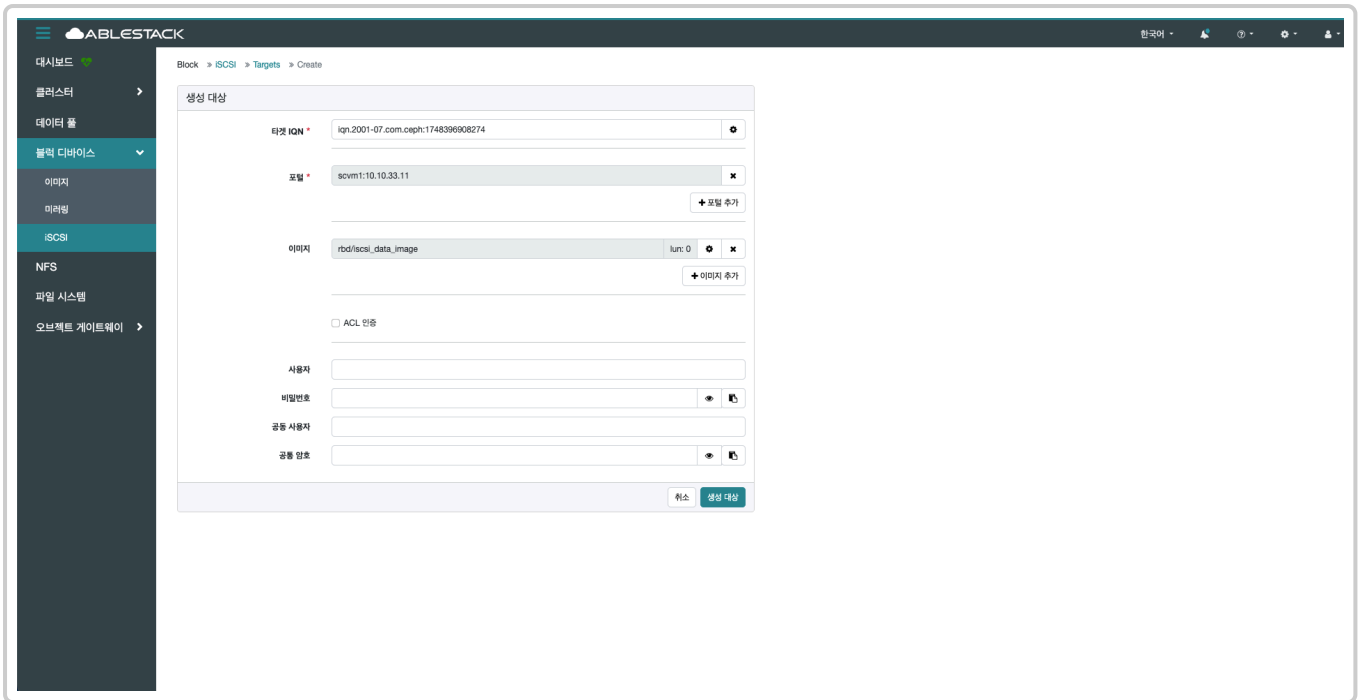 ABLESTACK
한국어
대시보드
클러스터
데이터 풀
블럭 디바이스
이미지
미러링
iSCSI
NFS
파일 시스템
오브젝트 게이트웨이
Block » iSCSI » Targets » Create
생성 대상
타겟 IQN *
iqn.2001-07.com.ceph:1748396908274
포털 *
scvm1:10.10.33.11
포털 추가
이미지
rbd/iscsi_data_image
lun: 0
이미지 추가
ACL 인증
사용자
비밀번호
공동 사용자
공통 암호
취소
생성 대상